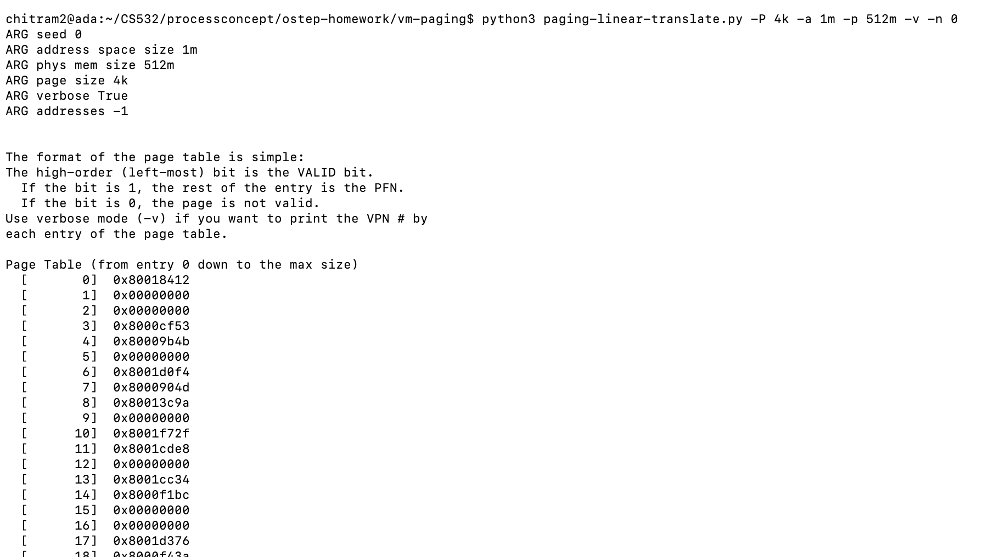 chitram2@ada:~/CS532/processconcept/ostep-homework/vm-paging$ python3 paging-linear-translate.py -P 4k -a 1m -p 512m -v -n 0
ARG seed 0
ARG address space size 1m
ARG phys mem size 512m
ARG page size 4k
ARG verbose True
ARG addresses -1
The format of the page table is simple:
The high-order (left-most) bit is the VALID bit.
  If the bit is 1, the rest of the entry is the PFN.
  If the bit is 0, the page is not valid.
Use verbose mode (-v) if you want to print the VPN # by
each entry of the page table.
Page Table (from entry 0 down to the max size)
  [       0]  0x80018412
  [       1]  0x00000000
  [       2]  0x00000000
  [       3]  0x8000cf53
  [       4]  0x80009b4b
  [       5]  0x00000000
  [       6]  0x8001d0f4
  [       7]  0x8000904d
  [       8]  0x80013c9a
  [       9]  0x00000000
  [      10]  0x8001f72f
  [      11]  0x8001cde8
  [      12]  0x00000000
  [      13]  0x8001cc34
  [      14]  0x8000f1bc
  [      15]  0x00000000
  [      16]  0x00000000
  [      17]  0x8001d376
  [      18]  0x8000f43a